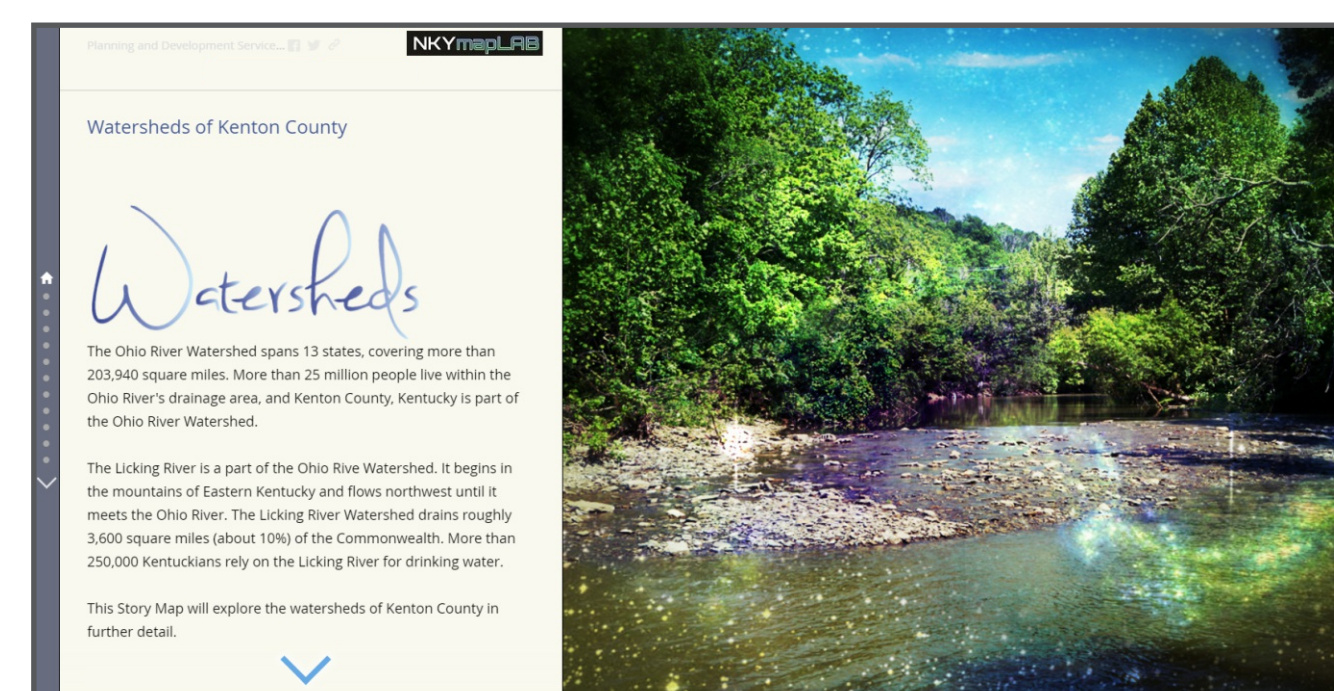 Planning and Development Service...
NKYmapLAB
Watersheds of Kenton County
Watersheds
The Ohio River Watershed spans 13 states, covering more than
203,940 square miles. More than 25 million people live within the
Ohio River's drainage area, and Kenton County, Kentucky is part of
the Ohio River Watershed.
The Licking River is a part of the Ohio Rive Watershed. It begins in
the mountains of Eastern Kentucky and flows northwest until it
meets the Ohio River. The Licking River Watershed drains roughly
3,600 square miles (about 10%) of the Commonwealth. More than
250,000 Kentuckians rely on the Licking River for drinking water.
This Story Map will explore the watersheds of Kenton County in
further detail.